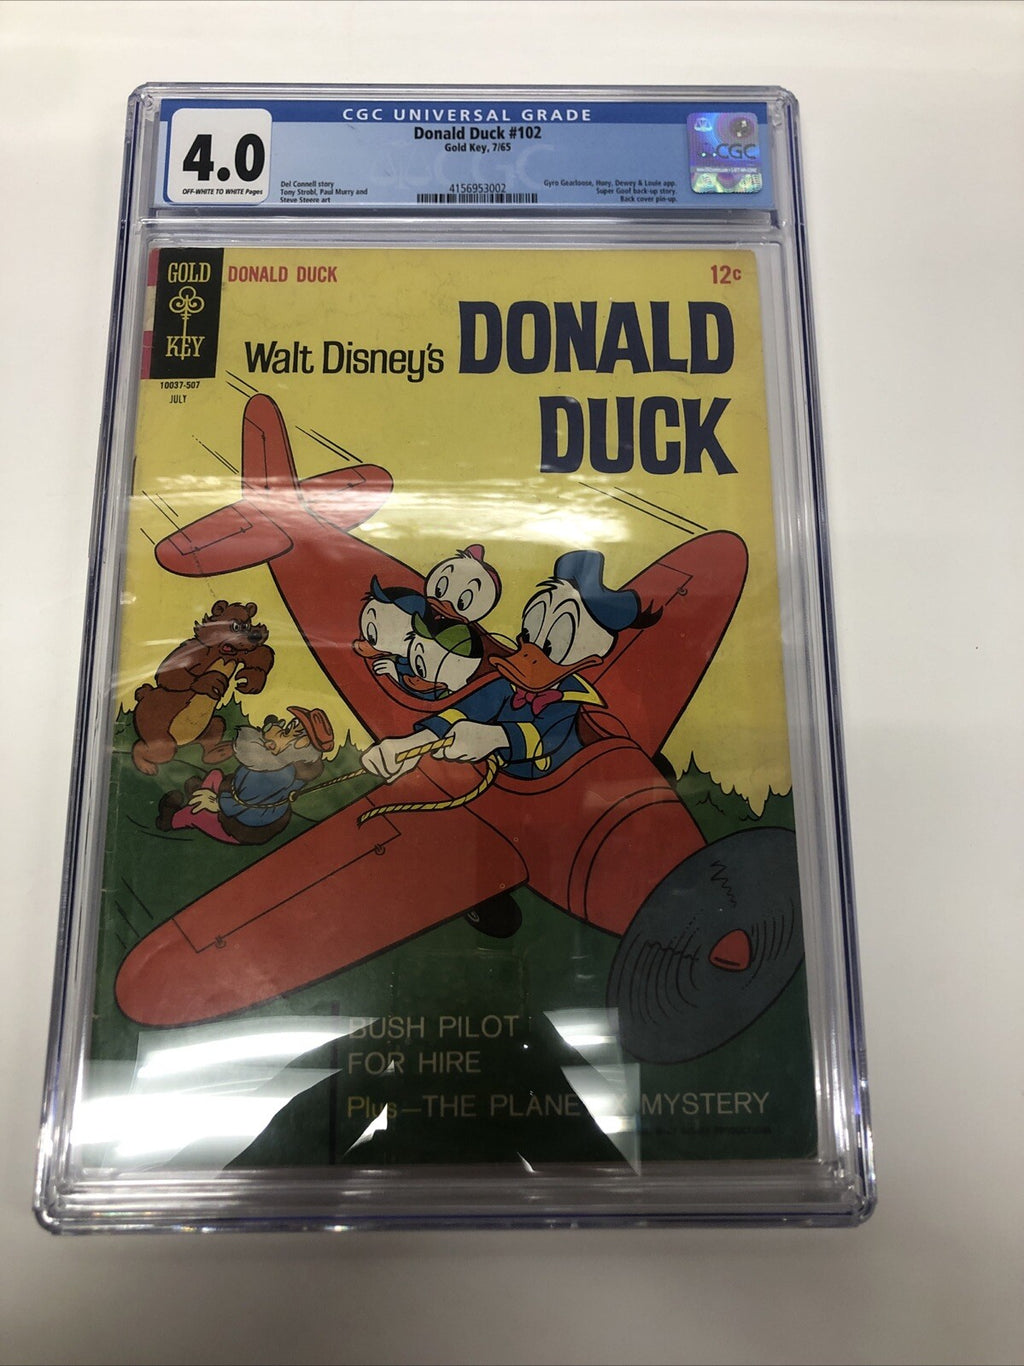 CGC UNIVERSAL GRADE
4.0
OFF-WHITE TO WHITE Pages
Donald Duck #102
Gold Key, 7/65
Del Connell story
Tony Strobl, Paul Murry and
Steve Steere art
4156953002
Gyro Gearloose, Huey, Dewey & Louie app.
Super Goof back-up story.
Back cover pin-up.
CGC
GOLD
KEY
DONALD DUCK
12¢
10037-507
JULY
Walt Disney's DONALD
DUCK
BUSH PILOT
FOR HIRE
Plus—THE PLANE MYSTERY